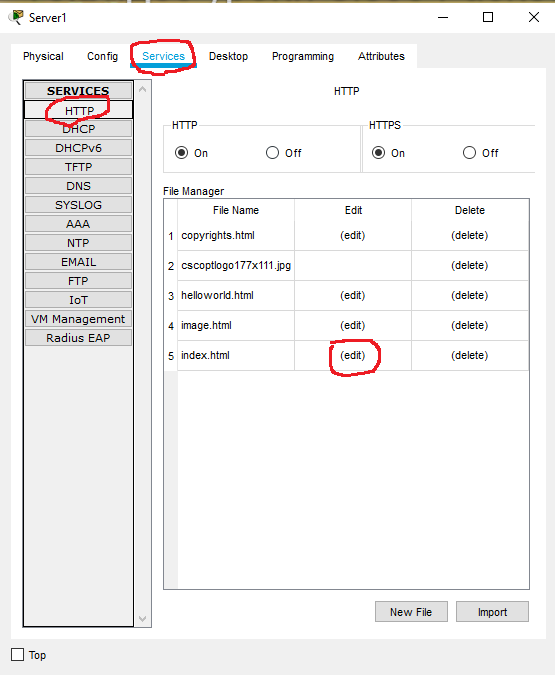 Server1
Physical Config Services Desktop Programming Attributes
SERVICES
HTTP
DHCP
DHCPv6
TFTP
DNS
SYSLOG
AAA
NTP
EMAIL
FTP
IoT
VM Management
Radius EAP
HTTP
HTTP HTTPS
On Off On Off
File Manager
File Name Edit Delete
1 copyrights.html (edit) (delete)
2 cscoptlogo177x111.jpg (delete)
3 helloworld.html (edit) (delete)
4 image.html (edit) (delete)
5 index.html (edit) (delete)
New File Import
Top